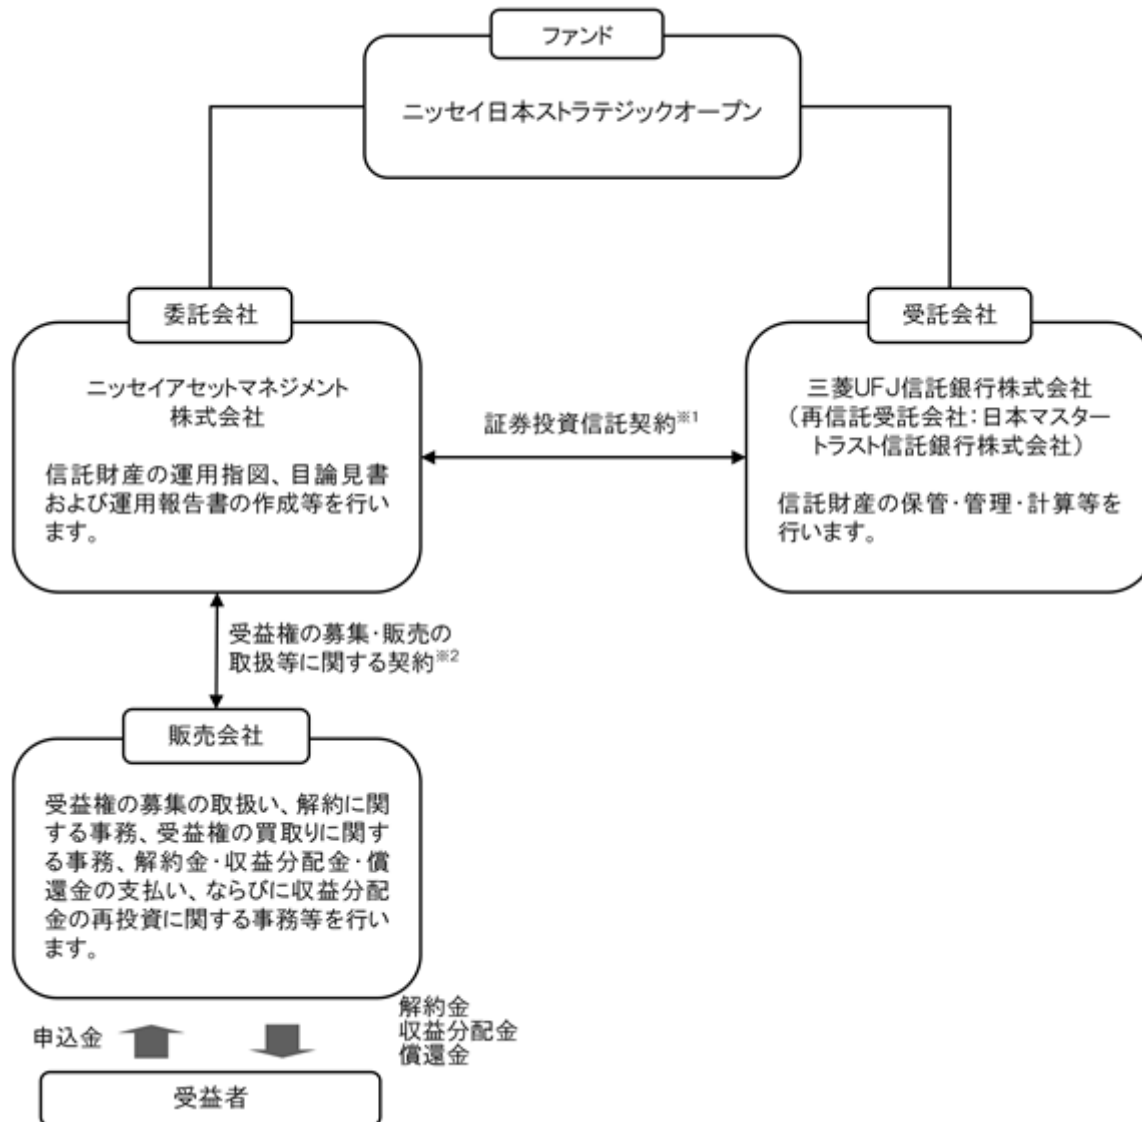 ファンド
ニッセイ日本ストラテジックオープン
委託会社
ニッセイアセットマネジメント
株式会社
信託財産の運用指図、目論見書
および運用報告書の作成等を行い
ます。
証券投資信託契約※1
受託会社
三菱UFJ信託銀行株式会社
(再信託受託会社:日本マスター
トラスト信託銀行株式会社)
信託財産の保管・管理・計算等を
行います。
受益権の募集・販売の
取扱等に関する契約※2
販売会社
受益権の募集の取扱い、解約に関
する事務、受益権の買取りに関す
る事務、解約金・収益分配金・償
還金の支払い、ならびに収益分配
金の再投資に関する事務等を行い
ます。
申込金
解約金
収益分配金
償還金
受益者